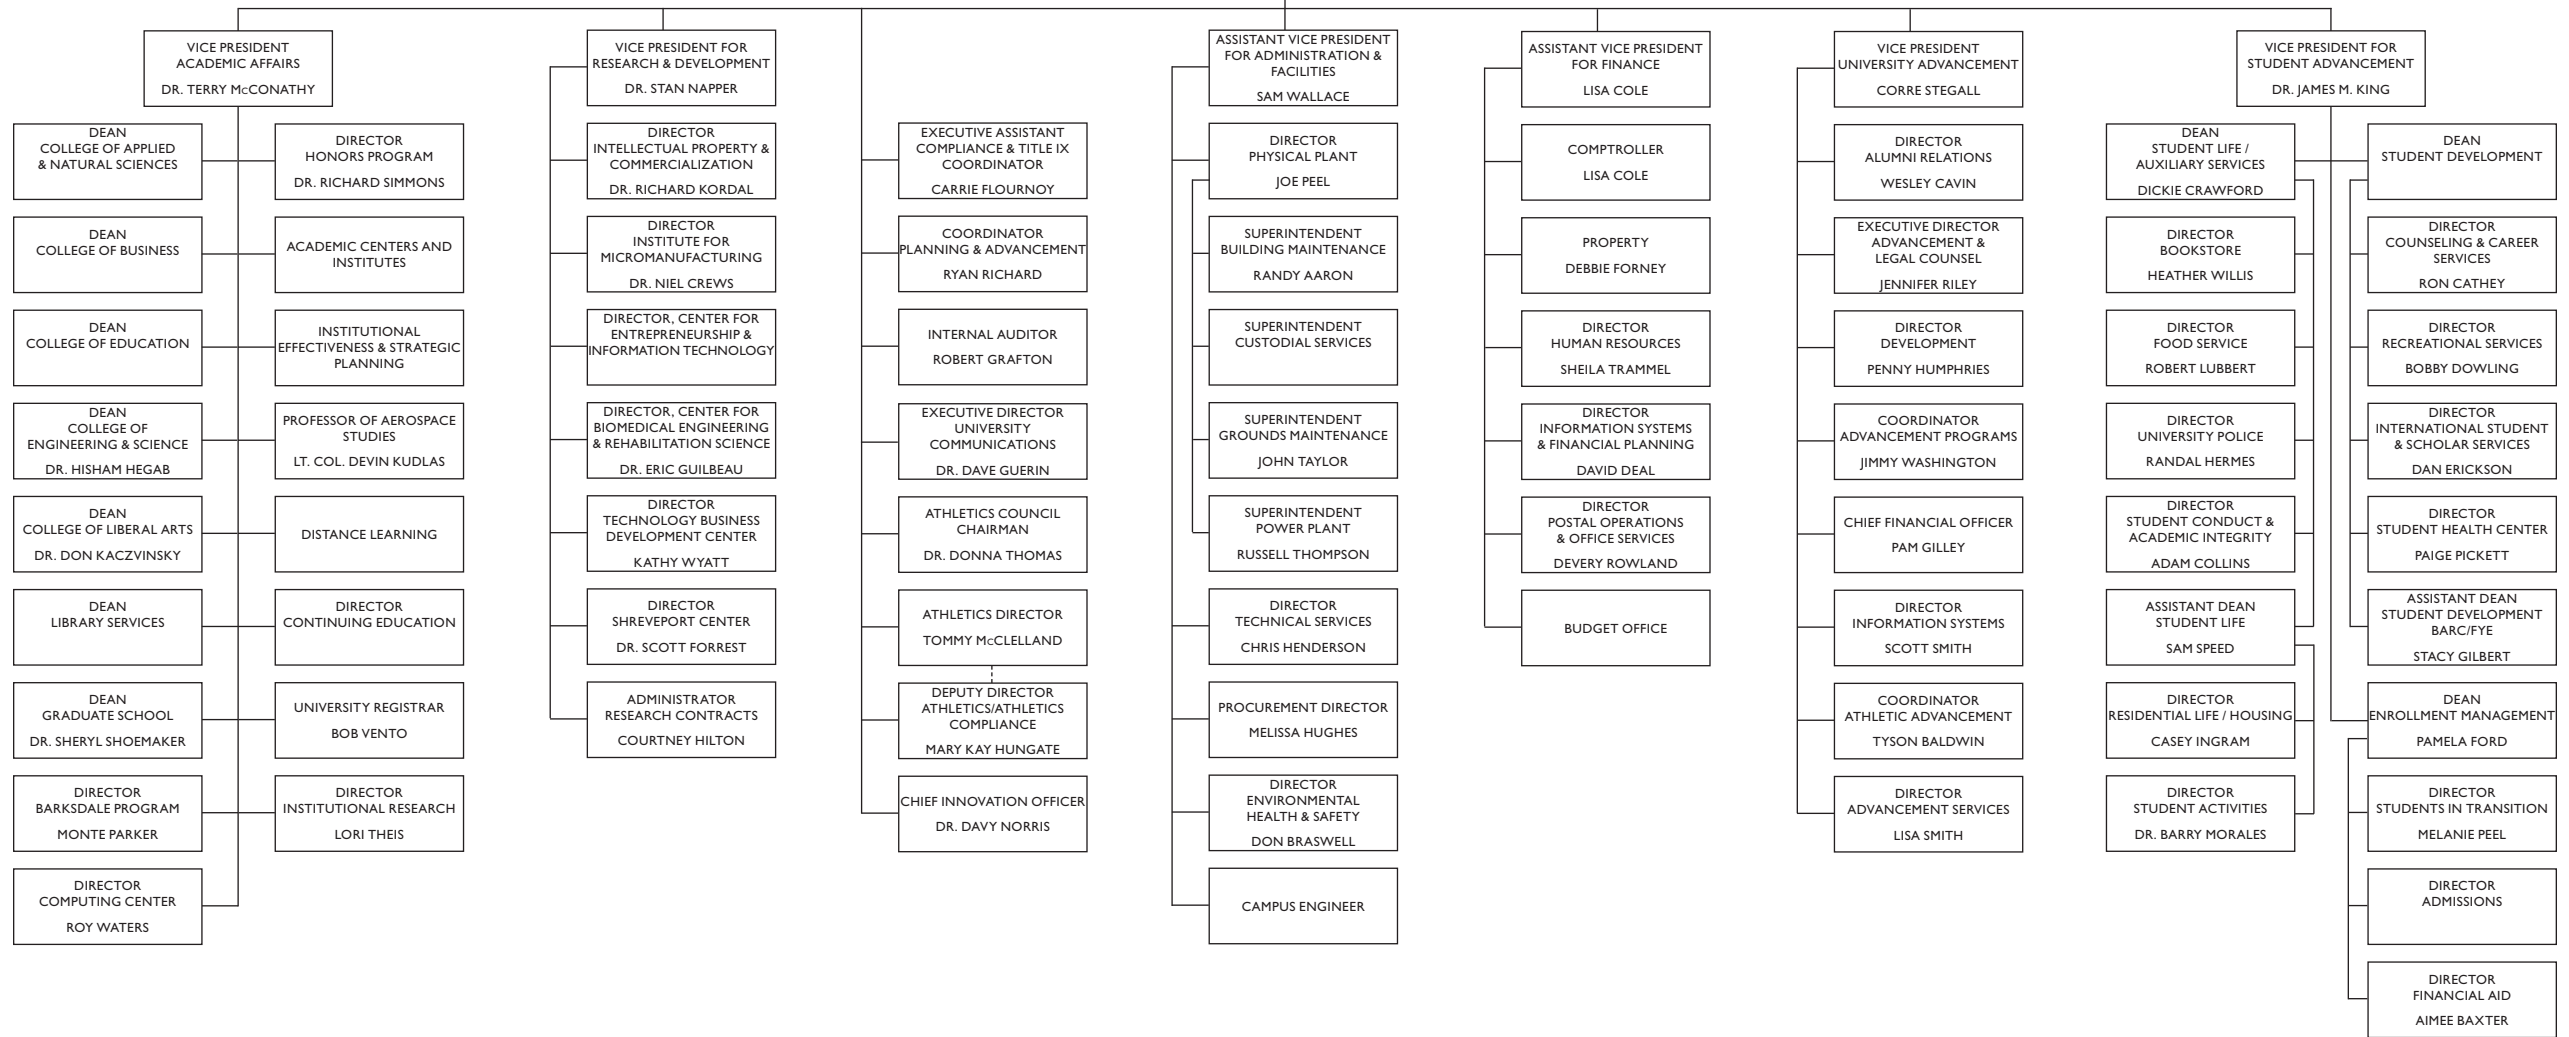 VICE PRESIDENT
ACADEMIC AFFAIRS
DR. TERRY McCONATHY
DEAN
COLLEGE OF APPLIED
& NATURAL SCIENCES
DEAN
COLLEGE OF BUSINESS
DEAN
COLLEGE OF EDUCATION
DEAN
COLLEGE OF
ENGINEERING & SCIENCE
DR. HISHAM HEGAB
DEAN
COLLEGE OF LIBERAL ARTS
DR. DON KACZVINSKY
DEAN
LIBRARY SERVICES
DEAN
GRADUATE SCHOOL
DR. SHERYL SHOEMAKER
DIRECTOR
BARKSDALE PROGRAM
MONTE PARKER
DIRECTOR
COMPUTING CENTER
ROY WATERS
DIRECTOR
HONORS PROGRAM
DR. RICHARD SIMMONS
ACADEMIC CENTERS AND
INSTITUTES
INSTITUTIONAL
EFFECTIVENESS & STRATEGIC
PLANNING
PROFESSOR OF AEROSPACE
STUDIES
LT. COL. DEVIN KUDLAS
DISTANCE LEARNING
DIRECTOR
CONTINUING EDUCATION
UNIVERSITY REGISTRAR
BOB VENTO
DIRECTOR
INSTITUTIONAL RESEARCH
LORI THEIS
VICE PRESIDENT FOR
RESEARCH & DEVELOPMENT
DR. STAN NAPPER
DIRECTOR
INTELLECTUAL PROPERTY &
COMMERCIALIZATION
DR. RICHARD KORDAL
DIRECTOR
INSTITUTE FOR
MICROMANUFACTURING
DR. NIEL CREWS
DIRECTOR, CENTER FOR
ENTREPRENEURSHIP &
INFORMATION TECHNOLOGY
DIRECTOR, CENTER FOR
BIOMEDICAL ENGINEERING
& REHABILITATION SCIENCE
DR. ERIC GUILBEAU
DIRECTOR
TECHNOLOGY BUSINESS
DEVELOPMENT CENTER
KATHY WYATT
DIRECTOR
SHREVEPORT CENTER
DR. SCOTT FORREST
ADMINISTRATOR
RESEARCH CONTRACTS
COURTNEY HILTON
EXECUTIVE ASSISTANT
COMPLIANCE & TITLE IX
COORDINATOR
CARRIE FLOURNOY
COORDINATOR
PLANNING & ADVANCEMENT
RYAN RICHARD
INTERNAL AUDITOR
ROBERT GRAFTON
EXECUTIVE DIRECTOR
UNIVERSITY
COMMUNICATIONS
DR. DAVE GUERIN
ATHLETICS COUNCIL
CHAIRMAN
DR. DONNA THOMAS
ATHLETICS DIRECTOR
TOMMY McCLELLAND
DEPUTY DIRECTOR
ATHLETICS/ATHLETICS
COMPLIANCE
MARY KAY HUNGATE
CHIEF INNOVATION OFFICER
DR. DAVY NORRIS
ASSISTANT VICE PRESIDENT
FOR ADMINISTRATION &
FACILITIES
SAM WALLACE
DIRECTOR
PHYSICAL PLANT
JOE PEEL
SUPERINTENDENT
BUILDING MAINTENANCE
RANDY AARON
SUPERINTENDENT
CUSTODIAL SERVICES
SUPERINTENDENT
GROUNDS MAINTENANCE
JOHN TAYLOR
SUPERINTENDENT
POWER PLANT
RUSSELL THOMPSON
DIRECTOR
TECHNICAL SERVICES
CHRIS HENDERSON
PROCUREMENT DIRECTOR
MELISSA HUGHES
DIRECTOR
ENVIRONMENTAL
HEALTH & SAFETY
DON BRASWELL
CAMPUS ENGINEER
ASSISTANT VICE PRESIDENT
FOR FINANCE
LISA COLE
COMPTROLLER
LISA COLE
PROPERTY
DEBBIE FORNEY
DIRECTOR
HUMAN RESOURCES
SHEILA TRAMMEL
DIRECTOR
INFORMATION SYSTEMS
& FINANCIAL PLANNING
DAVID DEAL
DIRECTOR
POSTAL OPERATIONS
& OFFICE SERVICES
DEVERY ROWLAND
BUDGET OFFICE
VICE PRESIDENT
UNIVERSITY ADVANCEMENT
CORRE STEGALL
DIRECTOR
ALUMNI RELATIONS
WESLEY CAVIN
EXECUTIVE DIRECTOR
ADVANCEMENT &
LEGAL COUNSEL
JENNIFER RILEY
DIRECTOR
DEVELOPMENT
PENNY HUMPHRIES
COORDINATOR
ADVANCEMENT PROGRAMS
JIMMY WASHINGTON
CHIEF FINANCIAL OFFICER
PAM GILLEY
DIRECTOR
INFORMATION SYSTEMS
SCOTT SMITH
COORDINATOR
ATHLETIC ADVANCEMENT
TYSON BALDWIN
DIRECTOR
ADVANCEMENT SERVICES
LISA SMITH
VICE PRESIDENT FOR
STUDENT ADVANCEMENT
DR. JAMES M. KING
DEAN
STUDENT LIFE /
AUXILIARY SERVICES
DICKIE CRAWFORD
DIRECTOR
BOOKSTORE
HEATHER WILLIS
DIRECTOR
FOOD SERVICE
ROBERT LUBBERT
DIRECTOR
UNIVERSITY POLICE
RANDAL HERMES
DIRECTOR
STUDENT CONDUCT &
ACADEMIC INTEGRITY
ADAM COLLINS
ASSISTANT DEAN
STUDENT LIFE
SAM SPEED
DIRECTOR
RESIDENTIAL LIFE / HOUSING
CASEY INGRAM
DIRECTOR
STUDENT ACTIVITIES
DR. BARRY MORALES
DEAN
STUDENT DEVELOPMENT
DIRECTOR
COUNSELING & CAREER
SERVICES
RON CATHEY
DIRECTOR
RECREATIONAL SERVICES
BOBBY DOWLING
DIRECTOR
INTERNATIONAL STUDENT
& SCHOLAR SERVICES
DAN ERICKSON
DIRECTOR
STUDENT HEALTH CENTER
PAIGE PICKETT
ASSISTANT DEAN
STUDENT DEVELOPMENT
BARC/FYE
STACY GILBERT
DEAN
ENROLLMENT MANAGEMENT
PAMELA FORD
DIRECTOR
STUDENTS IN TRANSITION
MELANIE PEEL
DIRECTOR
ADMISSIONS
DIRECTOR
FINANCIAL AID
AIMEE BAXTER